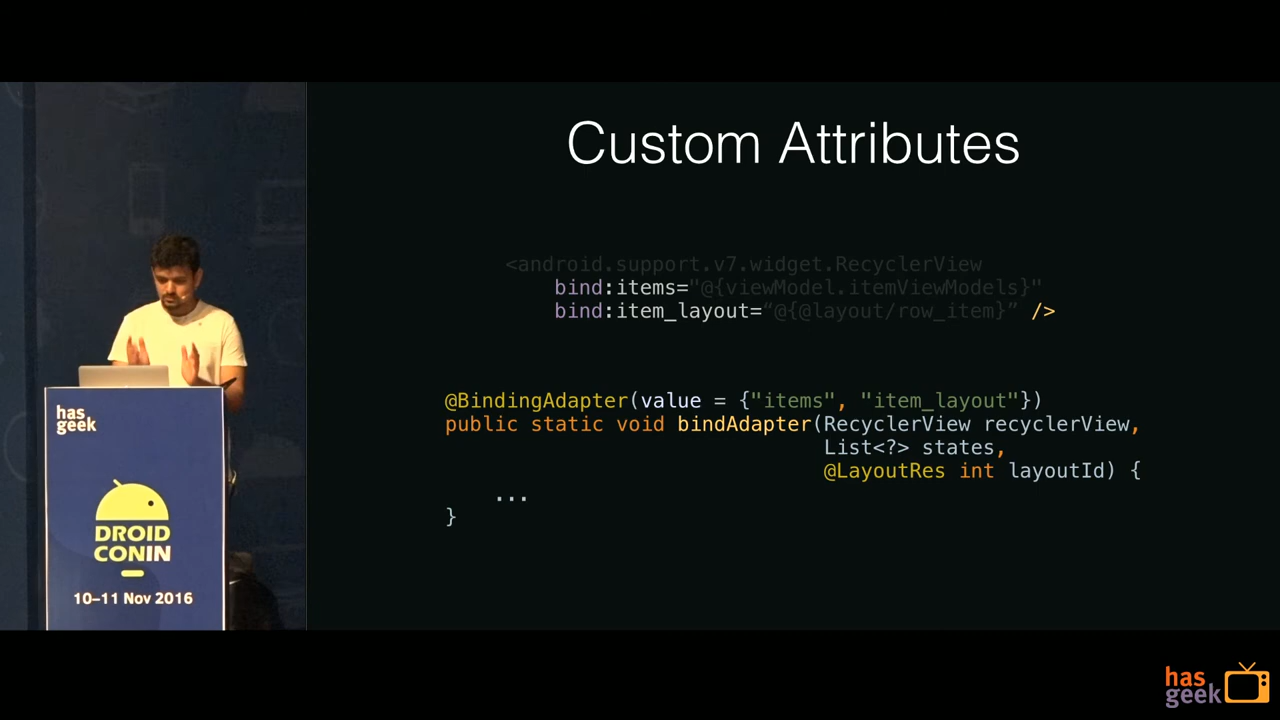 Custom Attributes
<android.support.v7.widget.RecyclerView
bind:items="@{viewModel.itemViewModels}"
bind:item_layout=“@{@layout/row_item}” />
@BindingAdapter(value = {"items", "item_layout"})
public static void bindAdapter(RecyclerView recyclerView,
List<?> states,
@LayoutRes int layoutId) {
...
}
has
geek
DROID
CONIN
10–11 Nov 2016
has
geek